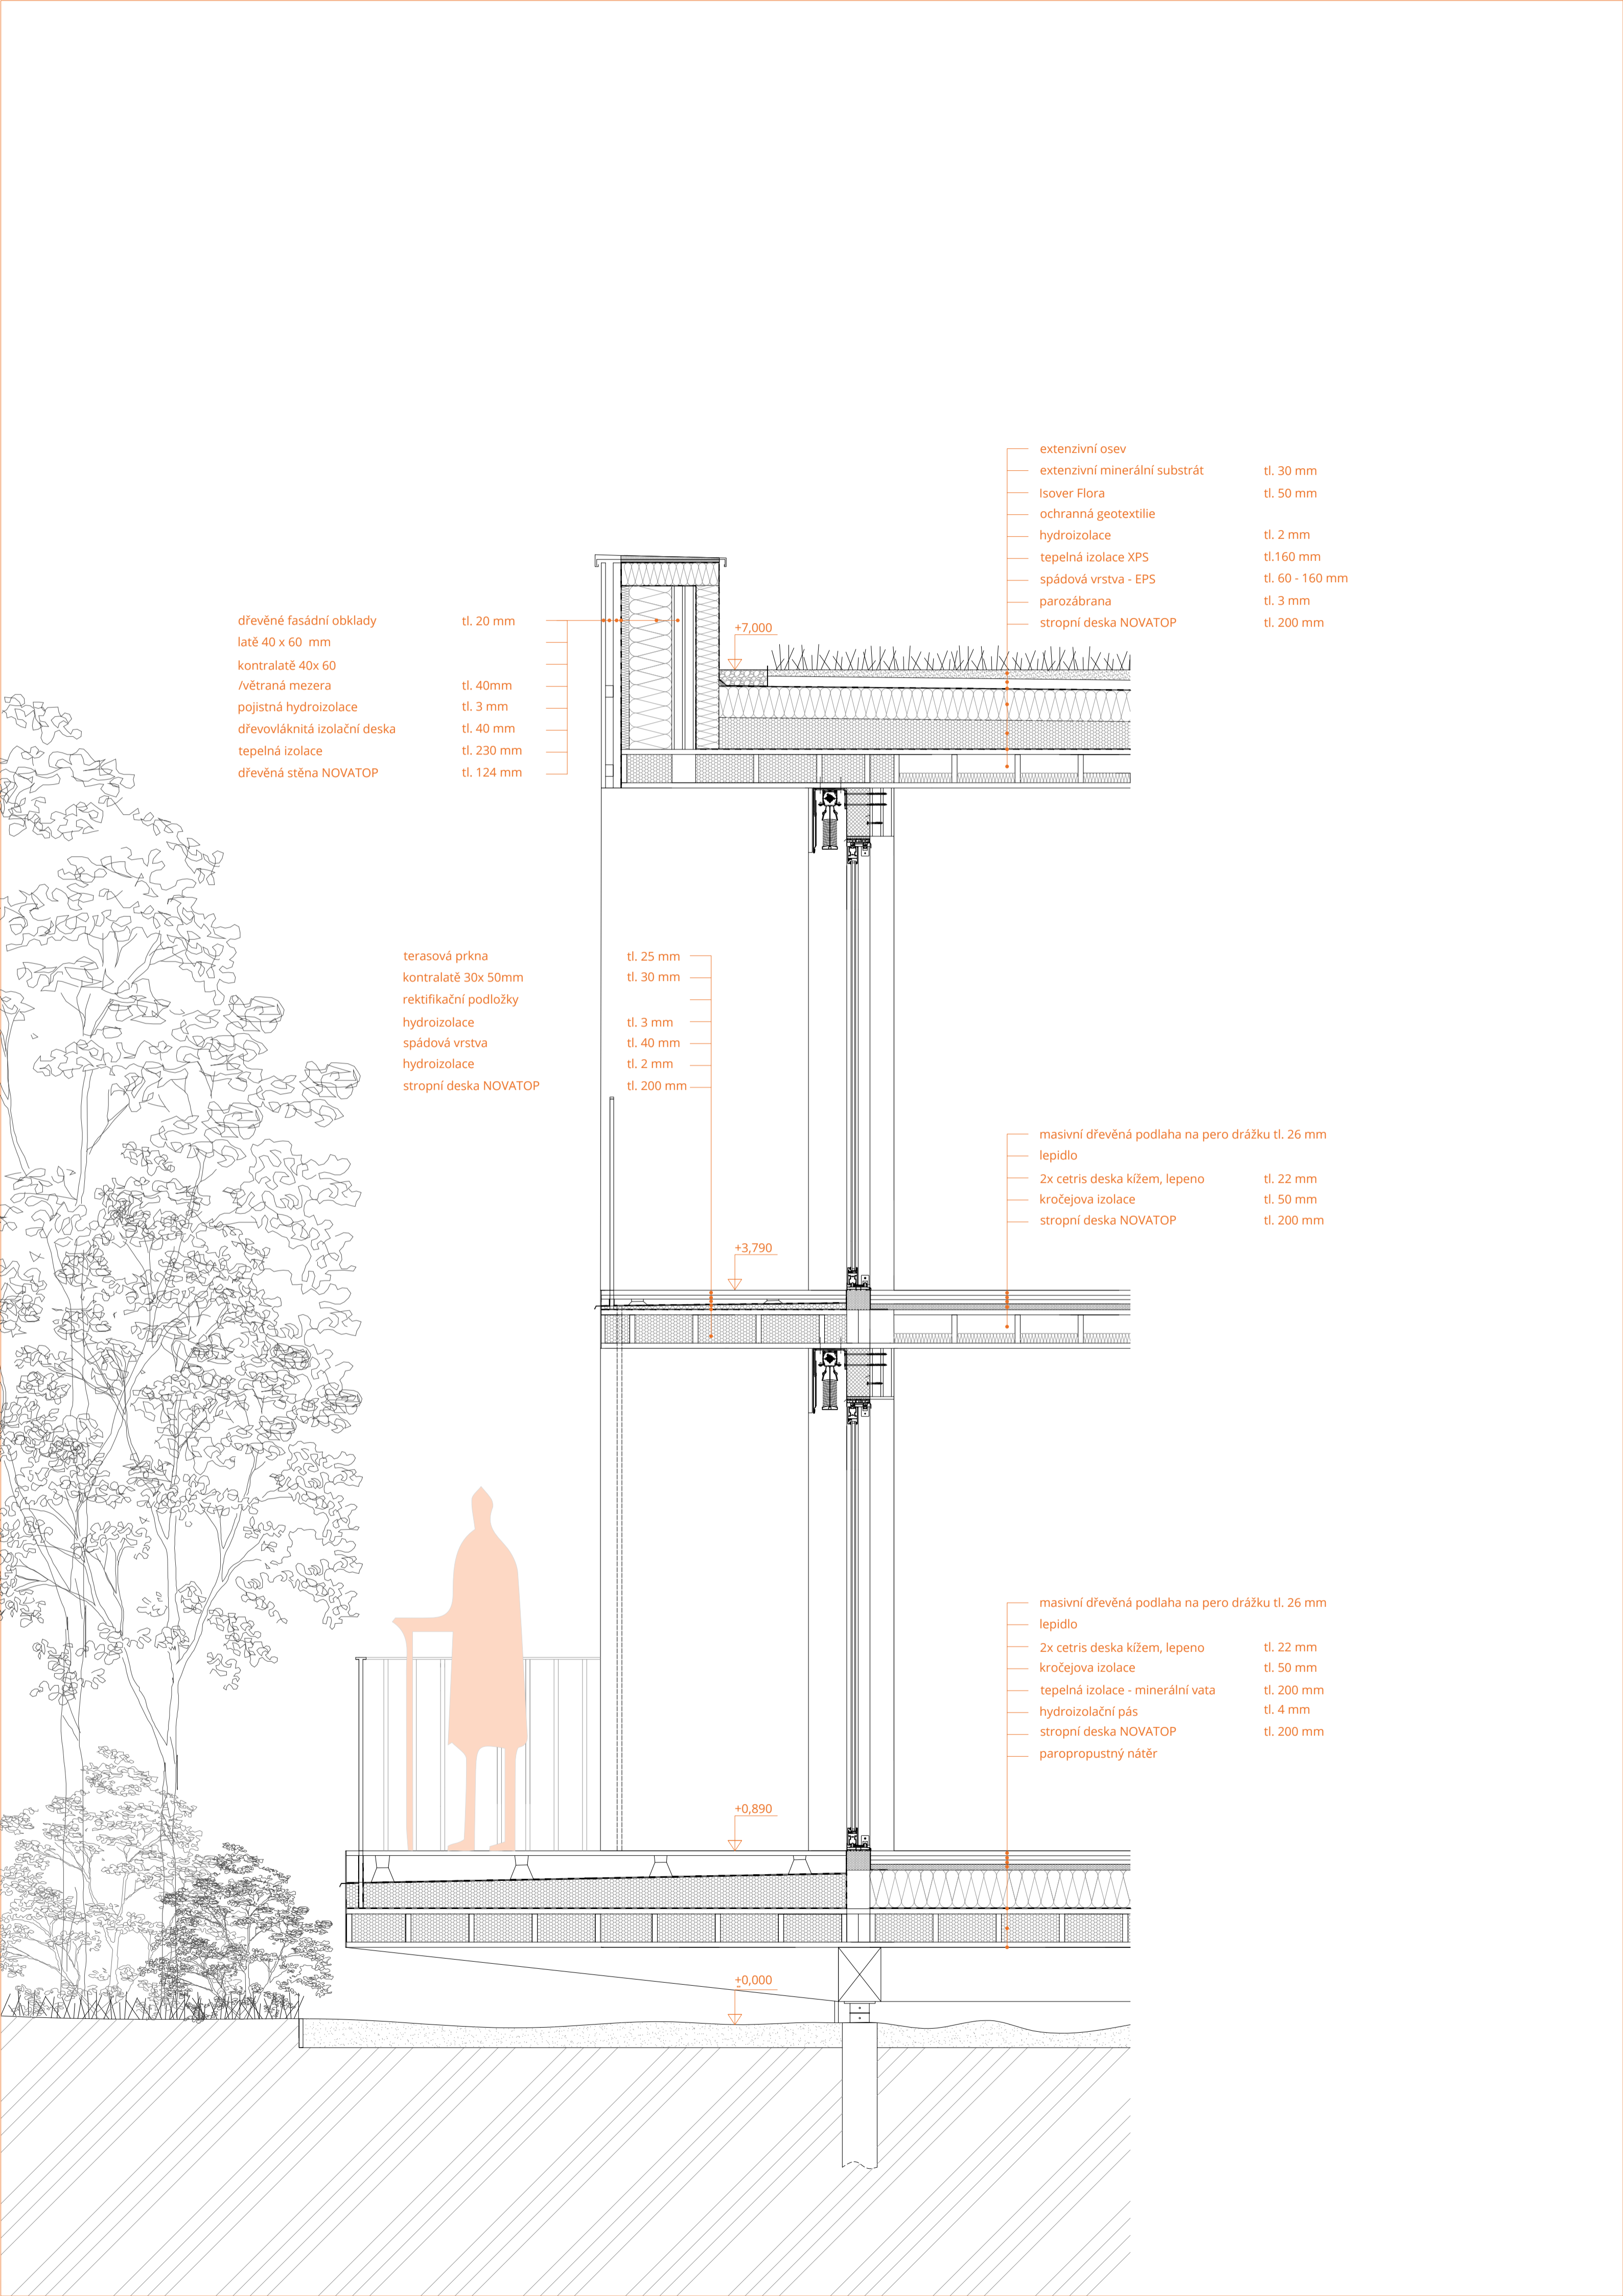 extenzivní osev
extenzivní minerální substrát tl. 30 mm
Isover Flora tl. 50 mm
ochranná geotextilie
hydroizolace tl. 2 mm
tepelná izolace XPS tl.160 mm
spádová vrstva - EPS tl. 60 - 160 mm
parozábrana tl. 3 mm
stropní deska NOVATOP tl. 200 mm
dřevěné fasádní obklady tl. 20 mm
latě 40 x 60 mm
kontralatě 40x 60
/větraná mezera tl. 40mm
pojistná hydroizolace tl. 3 mm
dřevovláknitá izolační deska tl. 40 mm
tepelná izolace tl. 230 mm
dřevěná stěna NOVATOP tl. 124 mm
+7,000
terasová prkna tl. 25 mm
kontralatě 30x 50mm tl. 30 mm
rektifikační podložky
hydroizolace tl. 3 mm
spádová vrstva tl. 40 mm
hydroizolace tl. 2 mm
stropní deska NOVATOP tl. 200 mm
masivní dřevěná podlaha na pero drážku tl. 26 mm
lepidlo
2x cetris deska kížem, lepeno tl. 22 mm
kročejova izolace tl. 50 mm
stropní deska NOVATOP tl. 200 mm
+3,790
masivní dřevěná podlaha na pero drážku tl. 26 mm
lepidlo
2x cetris deska kížem, lepeno tl. 22 mm
kročejova izolace tl. 50 mm
tepelná izolace - minerální vata tl. 200 mm
hydroizolační pás tl. 4 mm
stropní deska NOVATOP tl. 200 mm
paropropustný nátěr
+0,890
+0,000